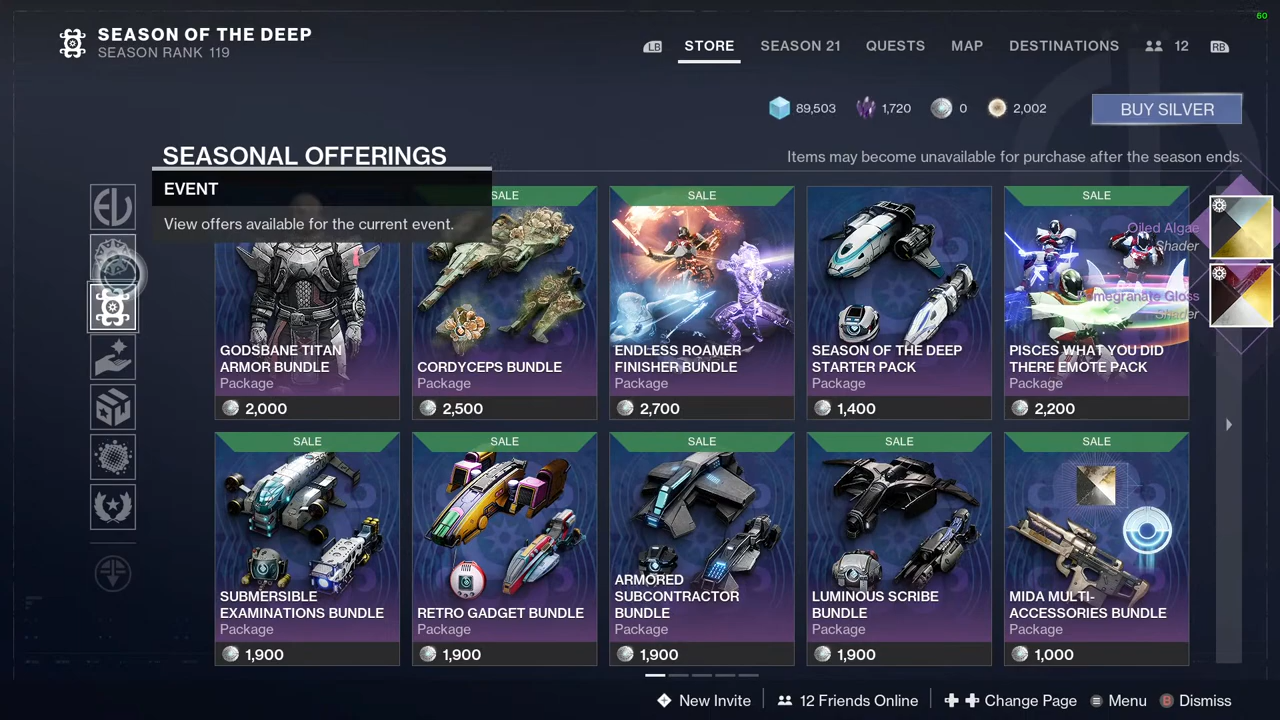 60
SEASON OF THE DEEP
SEASON RANK 119
LB STORE SEASON 21 QUESTS MAP DESTINATIONS 12 RB
89,503 1,720 0 2,002 BUY SILVER
SEASONAL OFFERINGS
Items may become unavailable for purchase after the season ends.
EVENT
View offers available for the current event.
SALE SALE SALE
Oiled Algae
Shader
Pomegranate Gloss
Shader
GODSBANE TITAN
ARMOR BUNDLE
Package
2,000
CORDYCEPS BUNDLE
Package
2,500
ENDLESS ROAMER
FINISHER BUNDLE
Package
2,700
SEASON OF THE DEEP
STARTER PACK
Package
1,400
PISCES WHAT YOU DID
THERE EMOTE PACK
Package
2,200
SALE SALE SALE SALE SALE
SUBMERSIBLE
EXAMINATIONS BUNDLE
Package
1,900
RETRO GADGET BUNDLE
Package
1,900
ARMORED
SUBCONTRACTOR
BUNDLE
Package
1,900
LUMINOUS SCRIBE
BUNDLE
Package
1,900
MIDA MULTI-
ACCESSORIES BUNDLE
Package
1,000
New Invite 12 Friends Online Change Page Menu B Dismiss